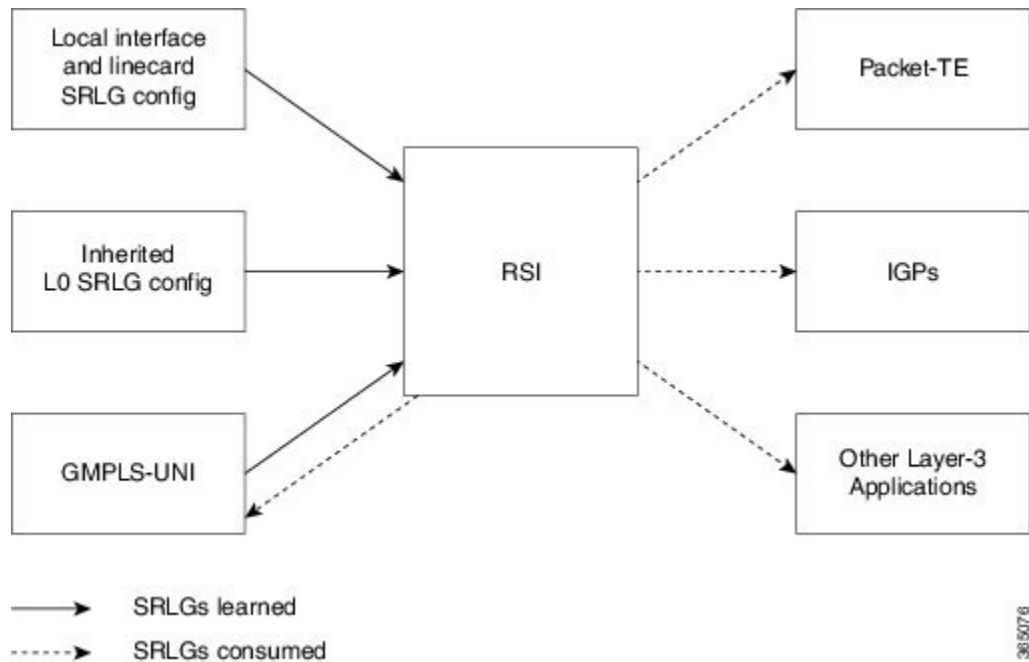 Local interface
and linecard
SRLG config
Packet-TE
Inherited
L0 SRLG config
RSI
IGPs
GMPLS-UNI
Other Layer-3
Applications
SRLGs learned
SRLGs consumed
365076